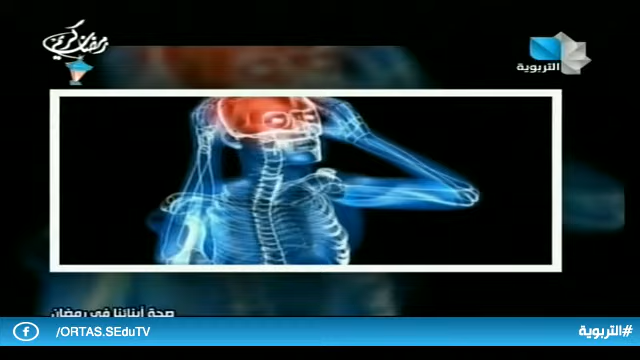 رمضان كريم
التربوية
صحة أبنائنا في رمضان
/ORTAS.SEduTV
#التربوية